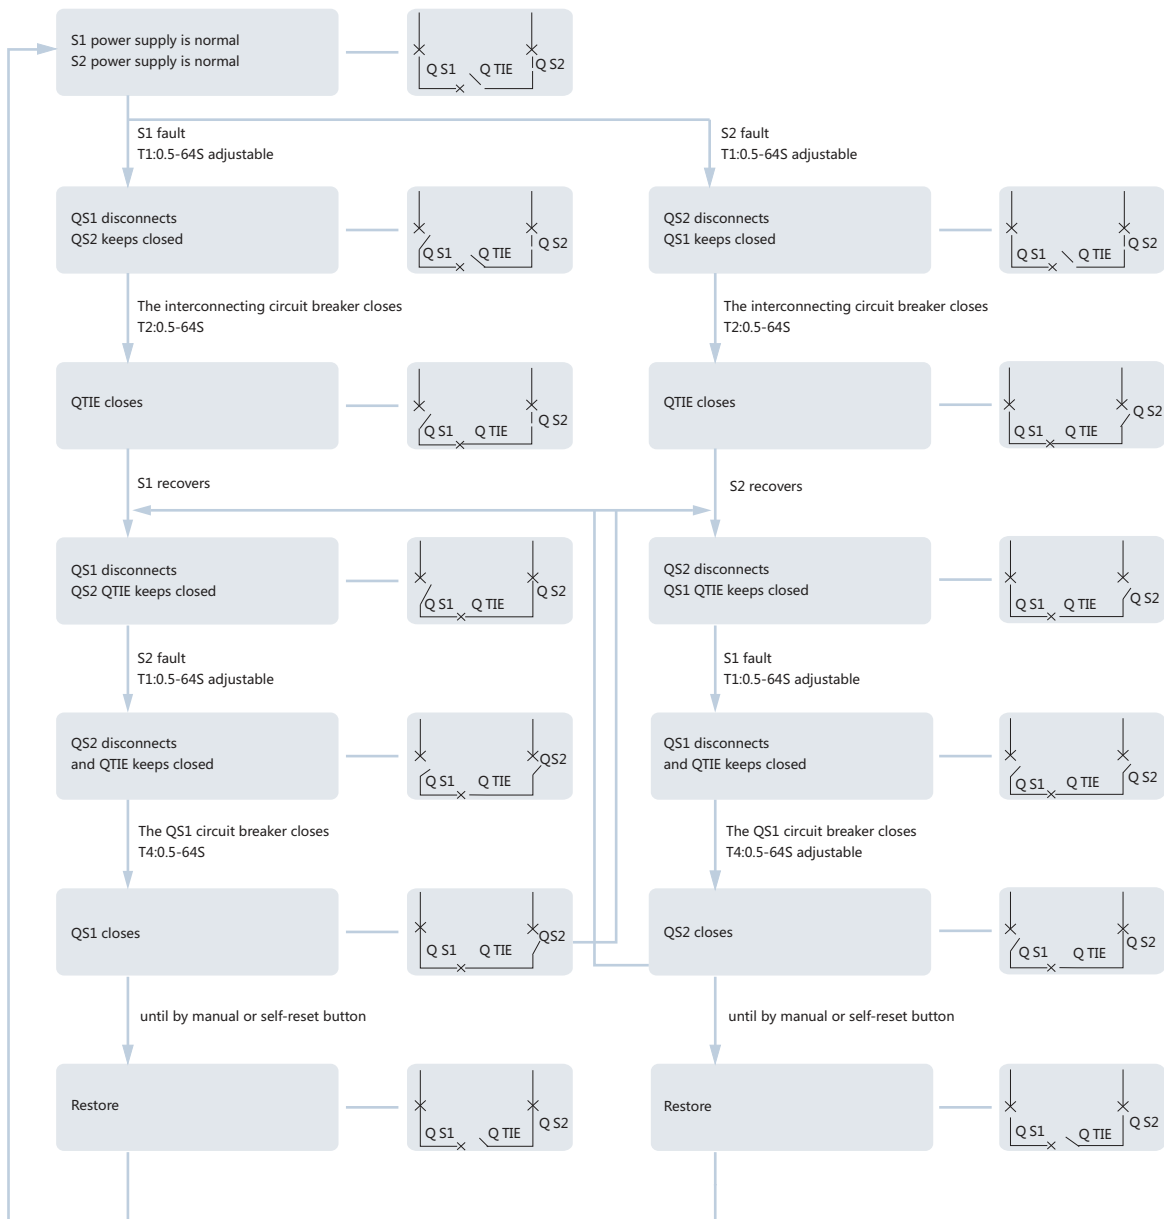 S1 power supply is normal
S2 power supply is normal
Q S1
Q TIE
Q S2
S1 fault
T1:0.5-64S adjustable
S2 fault
T1:0.5-64S adjustable
QS1 disconnects
QS2 keeps closed
Q S1
Q TIE
Q S2
QS2 disconnects
QS1 keeps closed
Q S1
Q TIE
Q S2
The interconnecting circuit breaker closes
T2:0.5-64S
The interconnecting circuit breaker closes
T2:0.5-64S
QTIE closes
Q S1
Q TIE
Q S2
QTIE closes
Q S1
Q TIE
Q S2
S1 recovers
S2 recovers
QS1 disconnects
QS2 QTIE keeps closed
Q S1
Q TIE
Q S2
QS2 disconnects
QS1 QTIE keeps closed
Q S1
Q TIE
Q S2
S2 fault
T1:0.5-64S adjustable
S1 fault
T1:0.5-64S adjustable
QS2 disconnects
and QTIE keeps closed
Q S1
Q TIE
QS2
QS1 disconnects
and QTIE keeps closed
Q S1
Q TIE
Q S2
The QS1 circuit breaker closes
T4:0.5-64S
The QS1 circuit breaker closes
T4:0.5-64S adjustable
QS1 closes
Q S1
Q TIE
QS2
QS2 closes
Q S1
Q TIE
Q S2
until by manual or self-reset button
until by manual or self-reset button
Restore
Q S1
Q TIE
Q S2
Restore
Q S1
Q TIE
Q S2